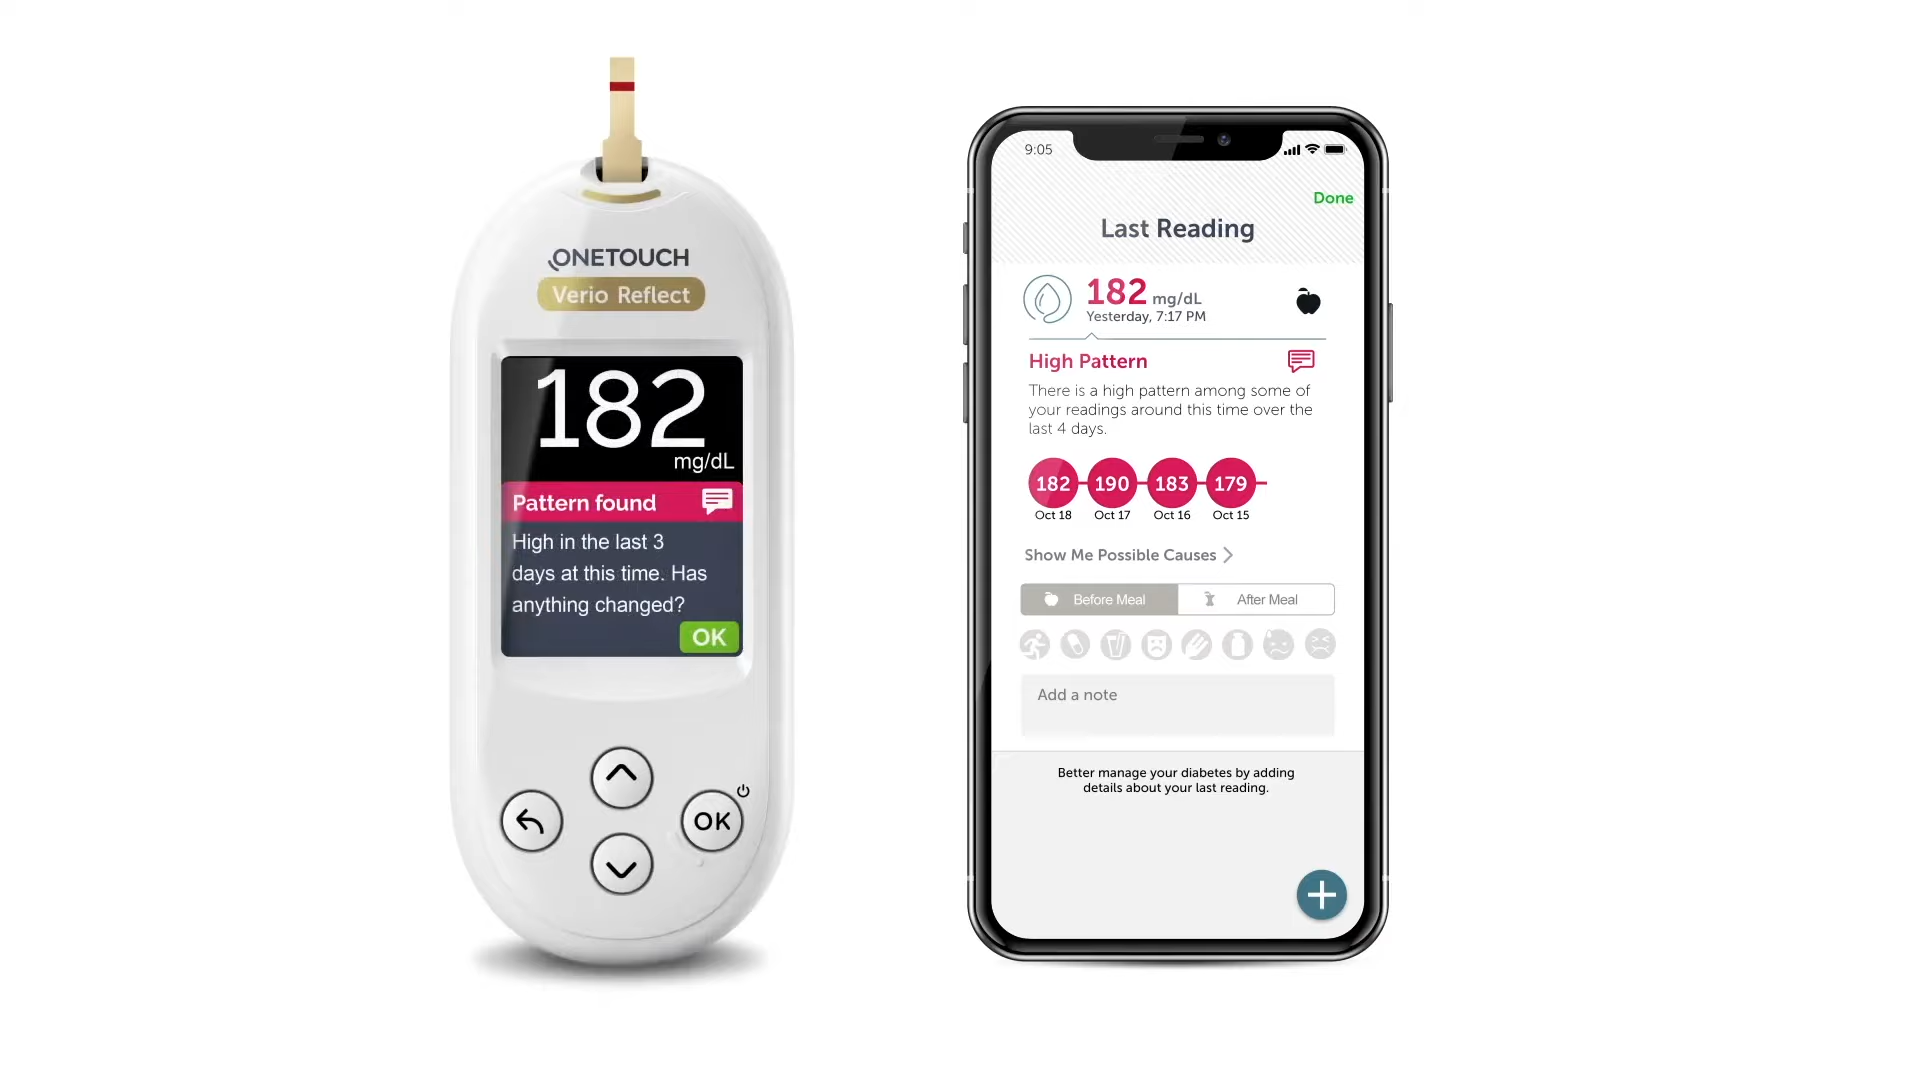 ONETOUCH
Verio Reflect
182
mg/dL
Pattern found
High in the last 3
days at this time. Has
anything changed?
OK
OK
9:05
Done
Last Reading
182 mg/dL
Yesterday, 7:17 PM
High Pattern
There is a high pattern among some of
your readings around this time over the
last 4 days.
182 190 183 179
Oct 18 Oct 17 Oct 16 Oct 15
Show Me Possible Causes
Before Meal After Meal
Add a note
Better manage your diabetes by adding
details about your last reading.